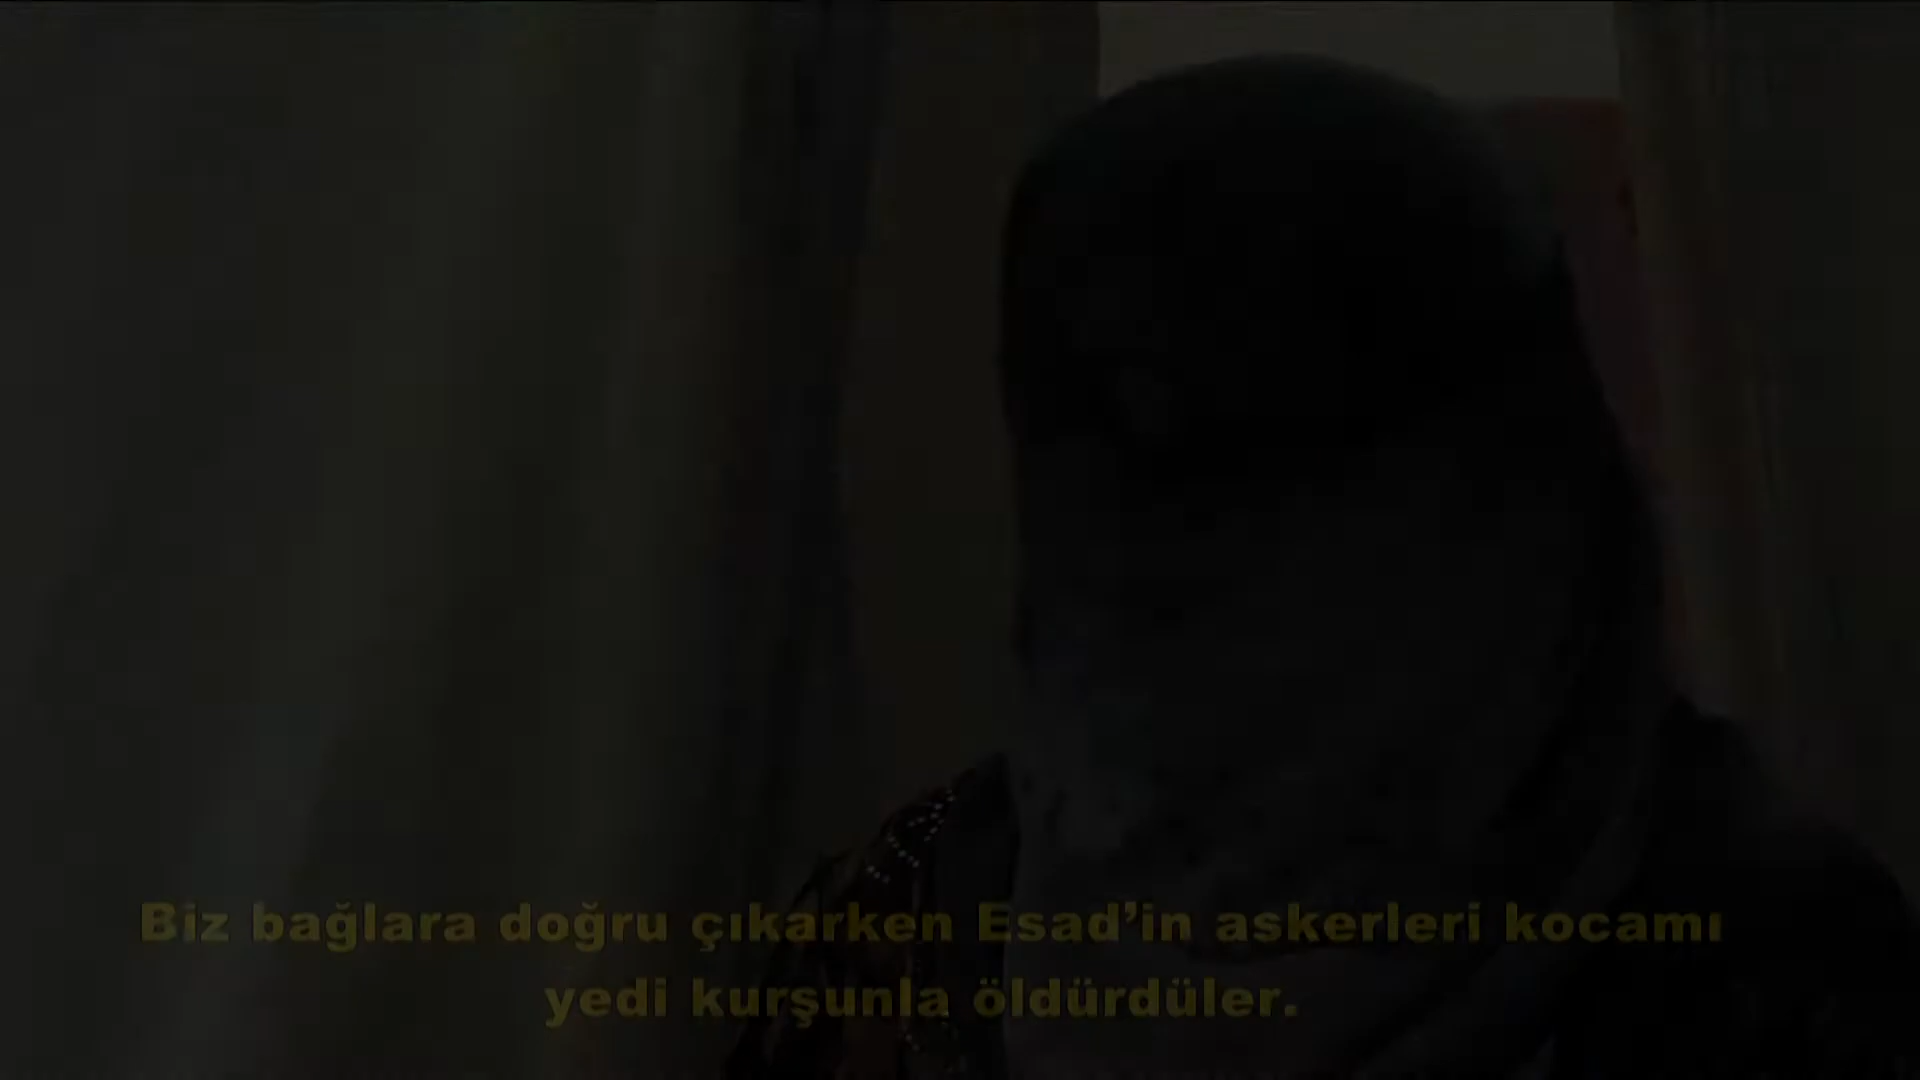 Biz bağlara doğru çıkarken Esad’in askerleri kocamı
yedi kurşunla öldürdüler.